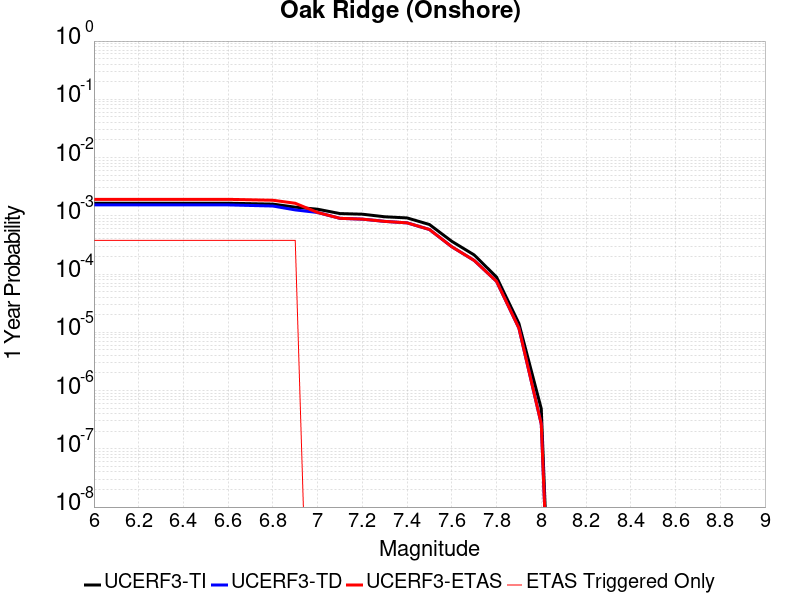 Oak Ridge (Onshore)
1 Year Probability
10^0
10^-1
10^-2
10^-3
10^-4
10^-5
10^-6
10^-7
10^-8
6 6.2 6.4 6.6 6.8 7 7.2 7.4 7.6 7.8 8 8.2 8.4 8.6 8.8 9
Magnitude
UCERF3-TI UCERF3-TD UCERF3-ETAS ETAS Triggered Only